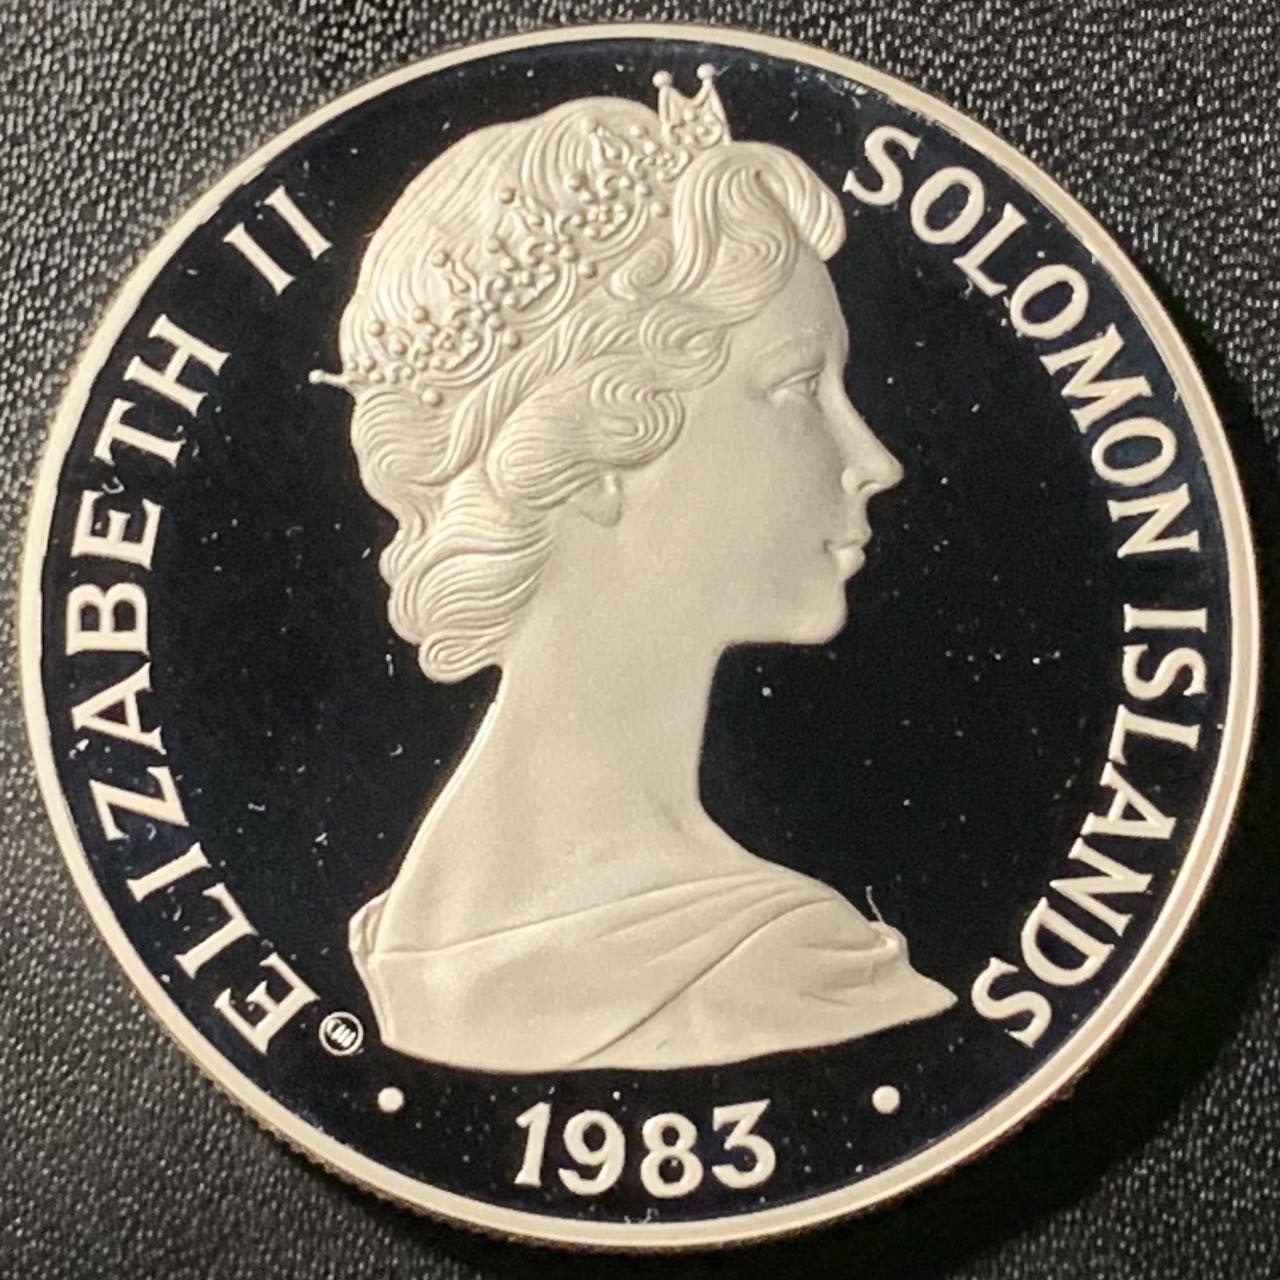 ELIZABETH II
SOLOMON ISLANDS
• 1983 •